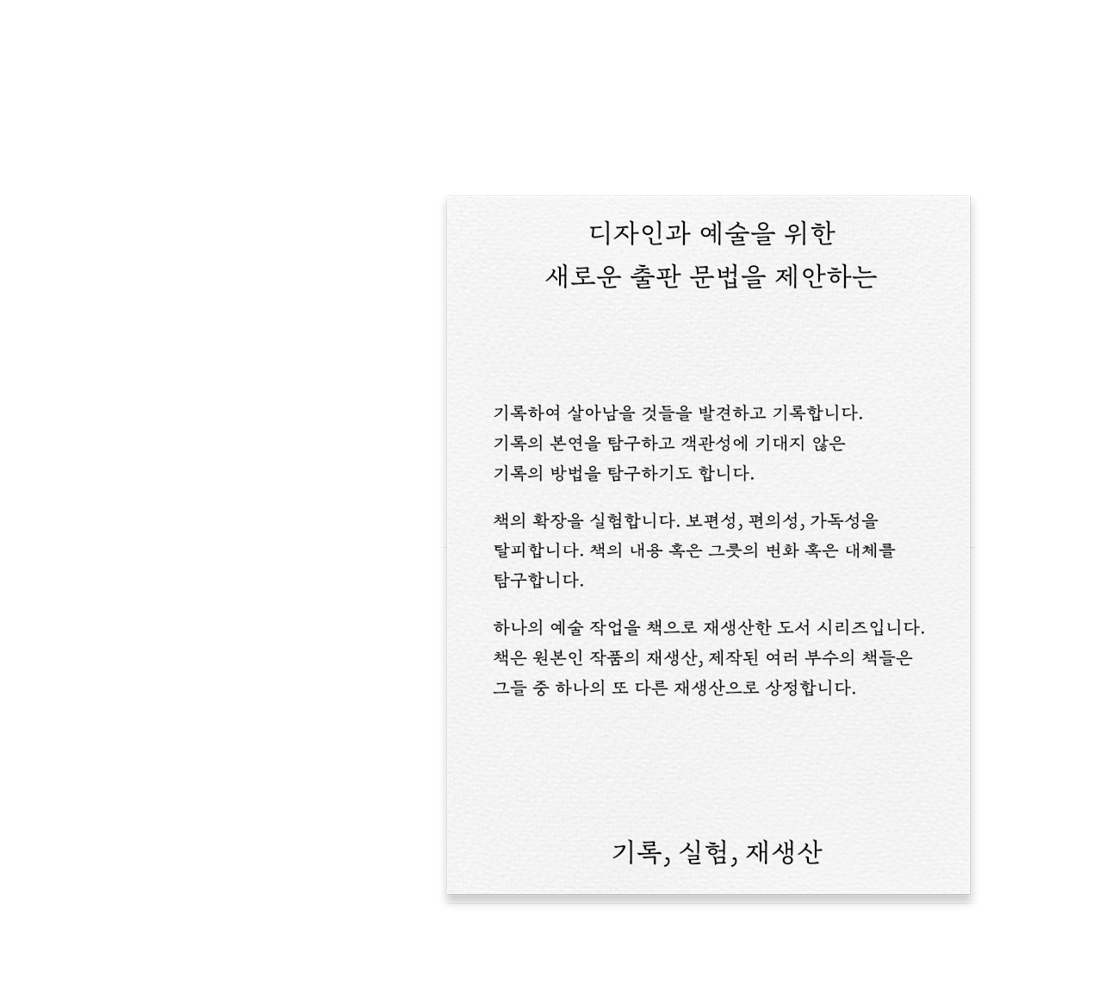 디자인과 예술을 위한
새로운 출판 문법을 제안하는
기록하여 살아남을 것들을 발견하고 기록합니다.
기록의 본연을 탐구하고 객관성에 기대지 않은
기록의 방법을 탐구하기도 합니다.
책의 확장을 실험합니다. 보편성, 편의성, 가독성을
탈피합니다. 책의 내용 혹은 그릇의 변화 혹은 대체를
탐구합니다.
하나의 예술 작업을 책으로 재생산한 도서 시리즈입니다.
책은 원본인 작품의 재생산, 제작된 여러 부수의 책들은
그들 중 하나의 또 다른 재생산으로 상정합니다.
기록, 실험, 재생산